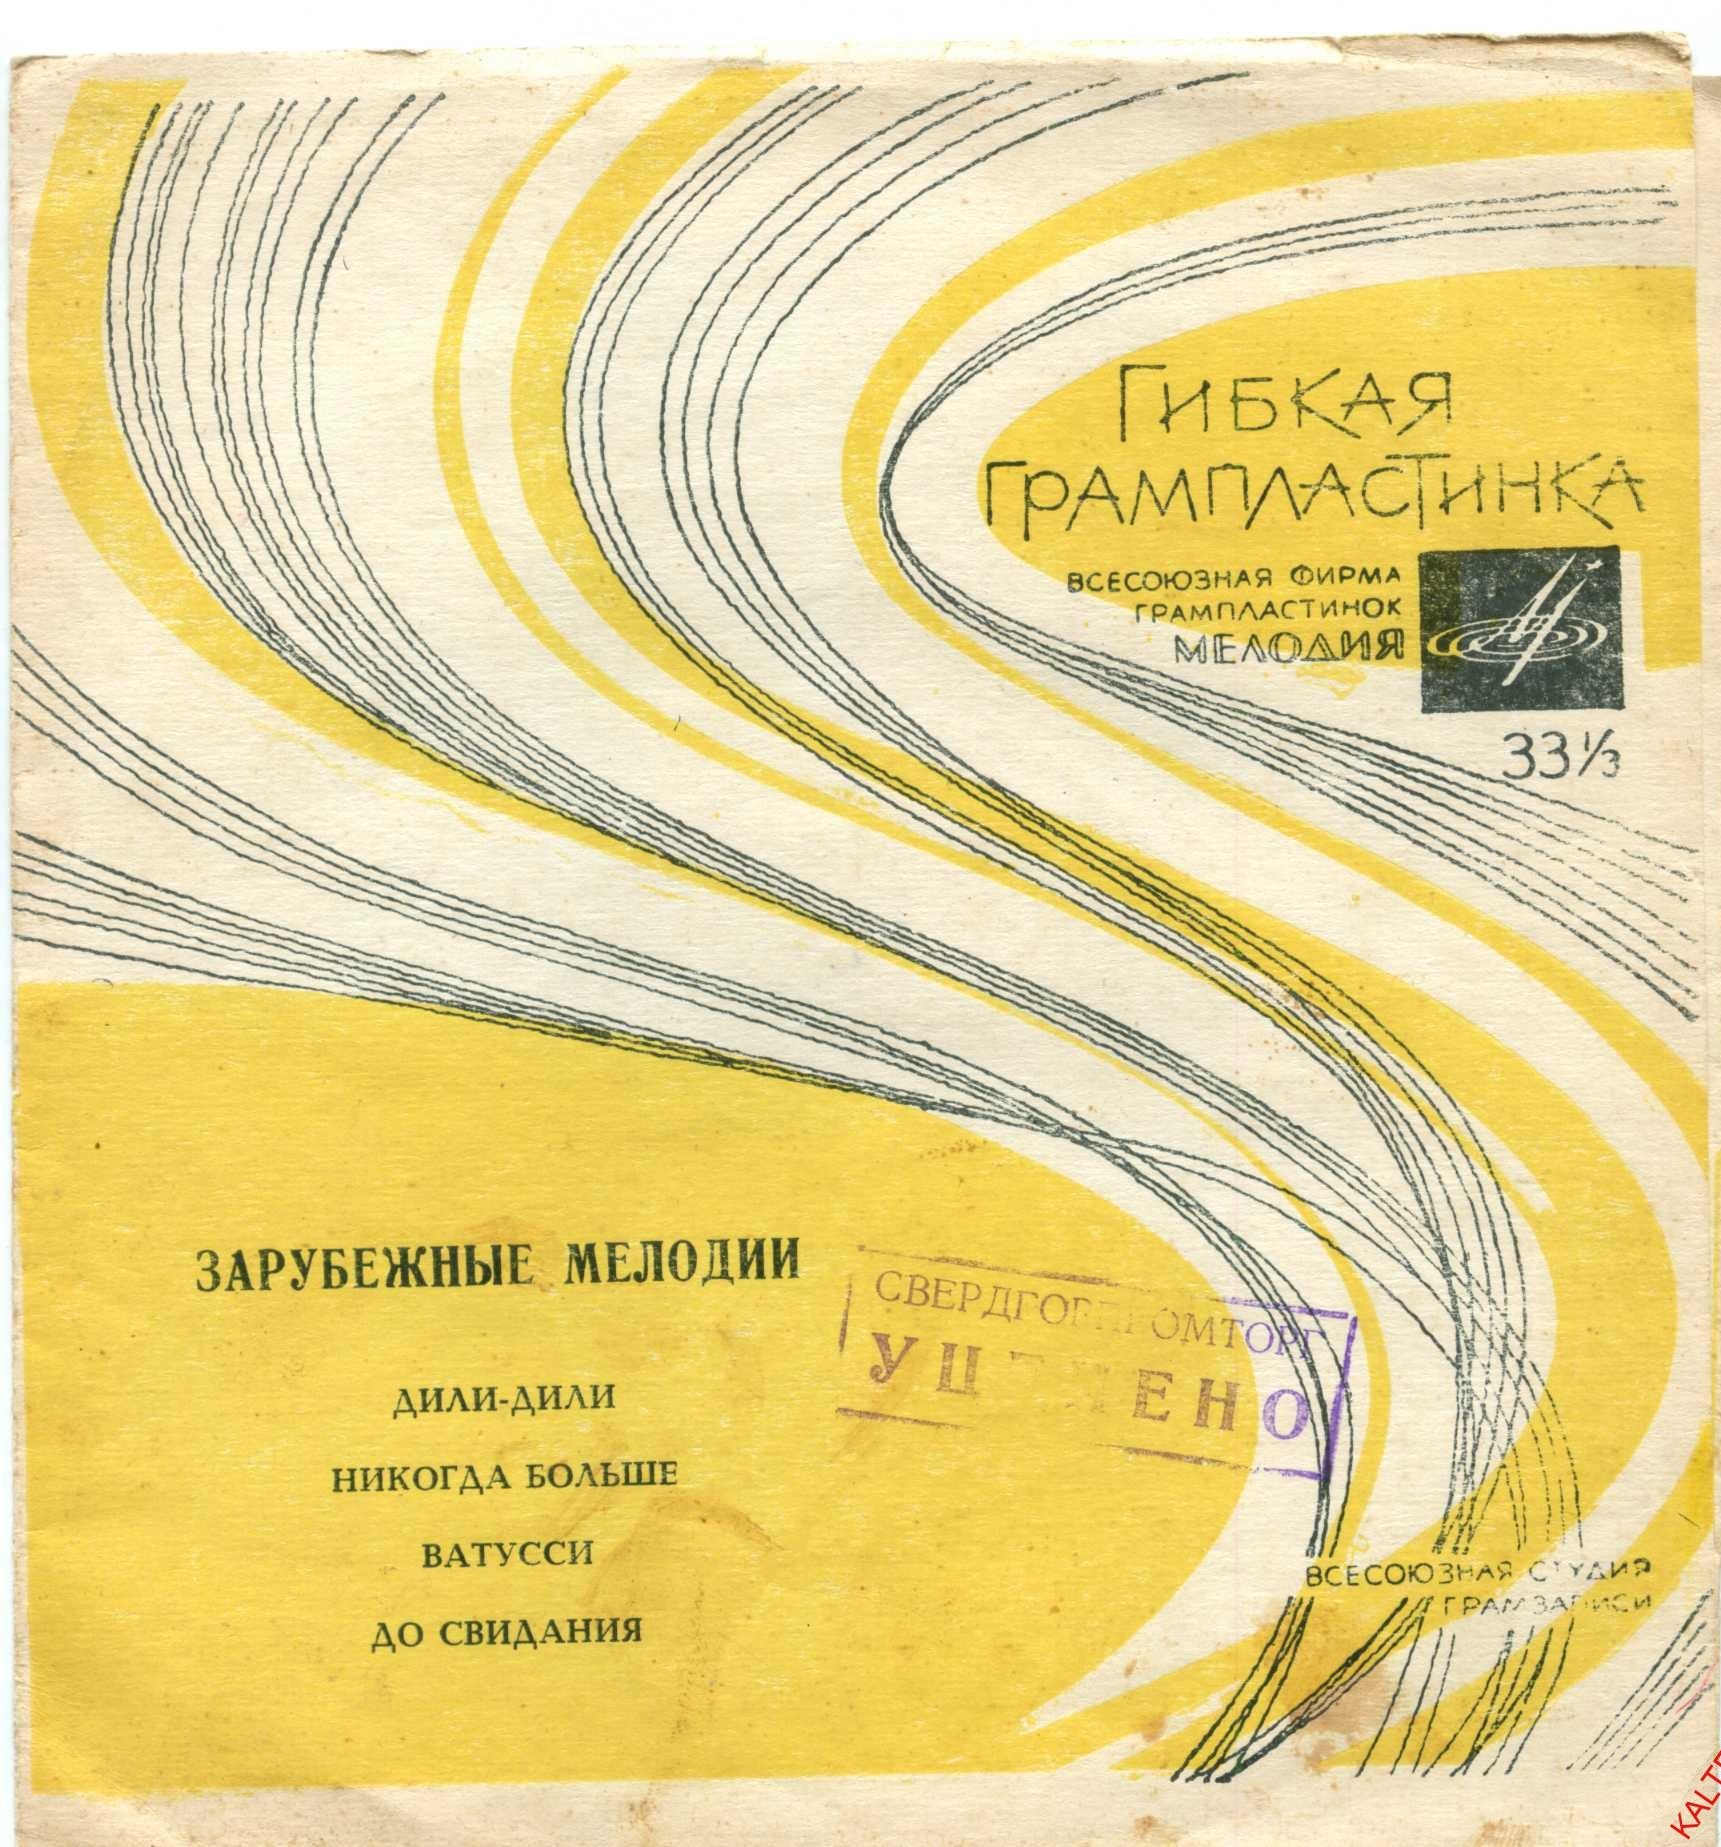 ГИБКАЯ
ГРАМПЛАСТИНКА
ВСЕСОЮЗНАЯ ФИРМА
ГРАМПЛАСТИНОК
МЕЛОДИЯ
33⅓
ЗАРУБЕЖНЫЕ МЕЛОДИИ
ДИЛИ-ДИЛИ
НИКОГДА БОЛЬШЕ
ВАТУССИ
ДО СВИДАНИЯ
СВЕРДГОРПРОМТОРГ
УЦЕНЕНО
ВСЕСОЮЗНАЯ СТУДИЯ
ГРАМЗАПИСИ